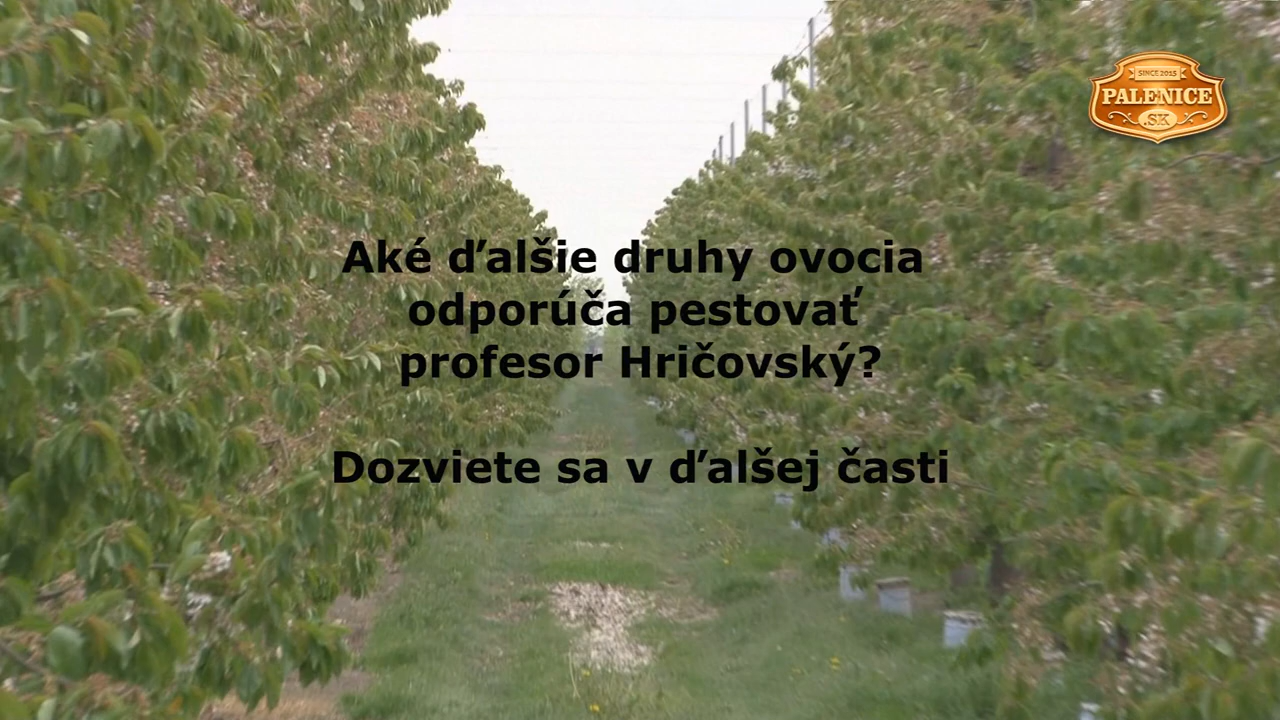 SINCE 2015
PALENICE
.SK
Aké ďalšie druhy ovocia
odporúča pestovať
profesor Hričovský?
Dozviete sa v ďalšej časti